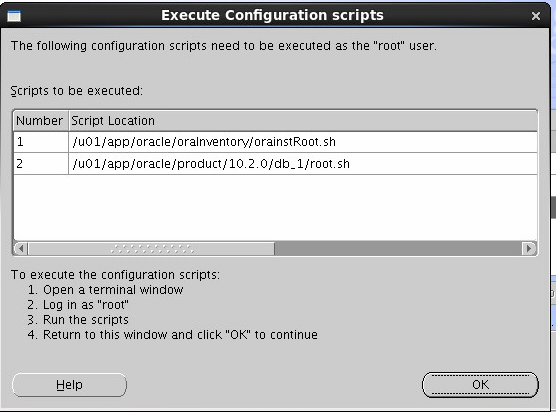 Execute Configuration scripts
The following configuration scripts need to be executed as the "root" user.
Scripts to be executed:
Number Script Location
1 /u01/app/oracle/oraInventory/orainstRoot.sh
2 /u01/app/oracle/product/10.2.0/db_1/root.sh
To execute the configuration scripts:
1. Open a terminal window
2. Log in as "root"
3. Run the scripts
4. Return to this window and click "OK" to continue
Help OK